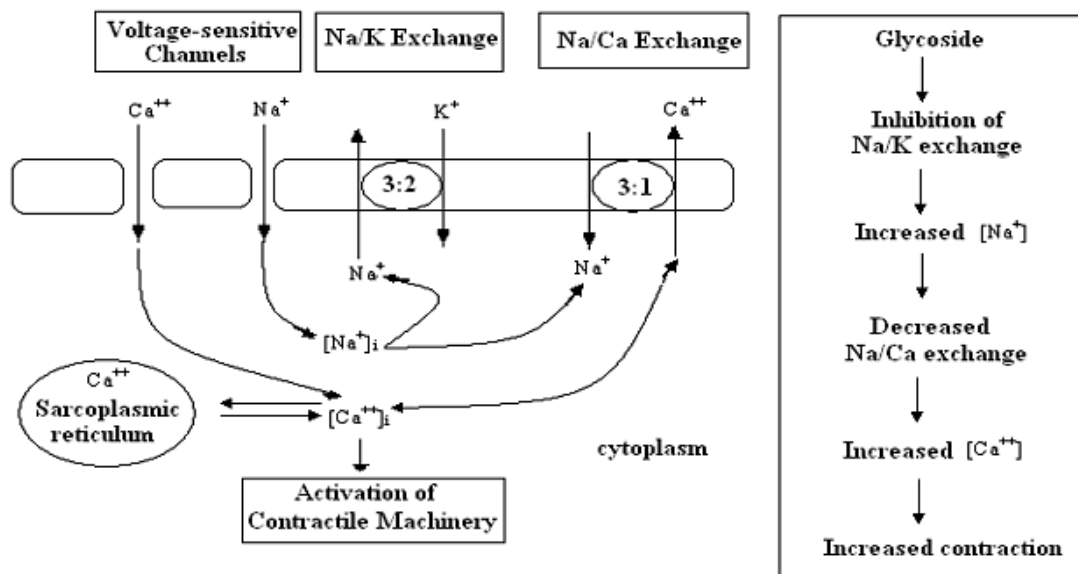 Voltage-sensitive
Channels
Na/K Exchange
Na/Ca Exchange
Ca⁺⁺
Na⁺
K⁺
Ca⁺⁺
3:2
3:1
Na⁺
Na⁺
[Na⁺]i
Ca⁺⁺
Sarcoplasmic
reticulum
[Ca⁺⁺]i
cytoplasm
Activation of
Contractile Machinery
Glycoside
Inhibition of
Na/K exchange
Increased [Na⁺]
Decreased
Na/Ca exchange
Increased [Ca⁺⁺]
Increased contraction